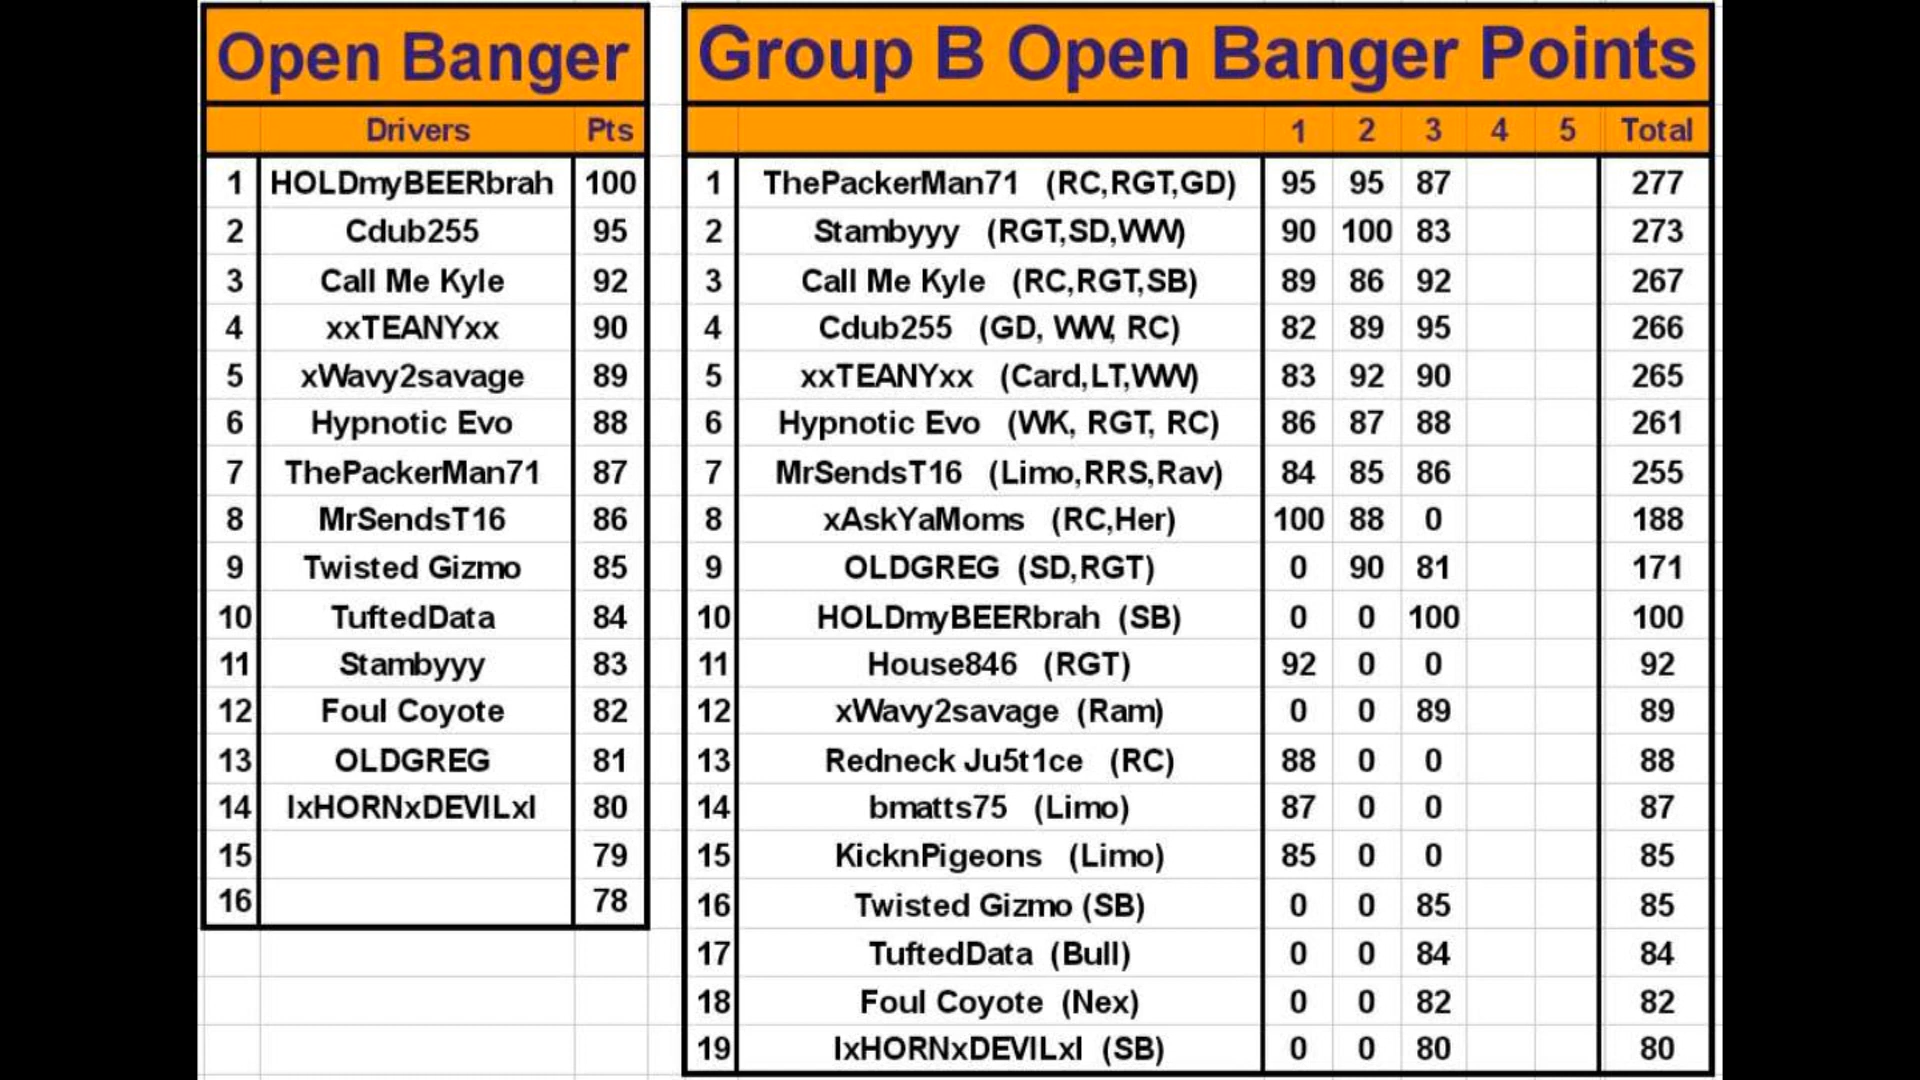 Open Banger
Drivers Pts
1 HOLDmyBEERbrah 100
2 Cdub255 95
3 Call Me Kyle 92
4 xxTEANYxx 90
5 xWavy2savage 89
6 Hypnotic Evo 88
7 ThePackerMan71 87
8 MrSendsT16 86
9 Twisted Gizmo 85
10 TuftedData 84
11 Stambyyy 83
12 Foul Coyote 82
13 OLDGREG 81
14 IxHORNxDEVILxI 80
15 79
16 78
Group B Open Banger Points
1 2 3 4 5 Total
1 ThePackerMan71 (RC,RGT,GD) 95 95 87 277
2 Stambyyy (RGT,SD,WW) 90 100 83 273
3 Call Me Kyle (RC,RGT,SB) 89 86 92 267
4 Cdub255 (GD, WW, RC) 82 89 95 266
5 xxTEANYxx (Card,LT,WW) 83 92 90 265
6 Hypnotic Evo (WK, RGT, RC) 86 87 88 261
7 MrSendsT16 (Limo,RRS,Rav) 84 85 86 255
8 xAskYaMoms (RC,Her) 100 88 0 188
9 OLDGREG (SD,RGT) 0 90 81 171
10 HOLDmyBEERbrah (SB) 0 0 100 100
11 House846 (RGT) 92 0 0 92
12 xWavy2savage (Ram) 0 0 89 89
13 Redneck Ju5t1ce (RC) 88 0 0 88
14 bmatts75 (Limo) 87 0 0 87
15 KicknPigeons (Limo) 85 0 0 85
16 Twisted Gizmo (SB) 0 0 85 85
17 TuftedData (Bull) 0 0 84 84
18 Foul Coyote (Nex) 0 0 82 82
19 IxHORNxDEVILxI (SB) 0 0 80 80